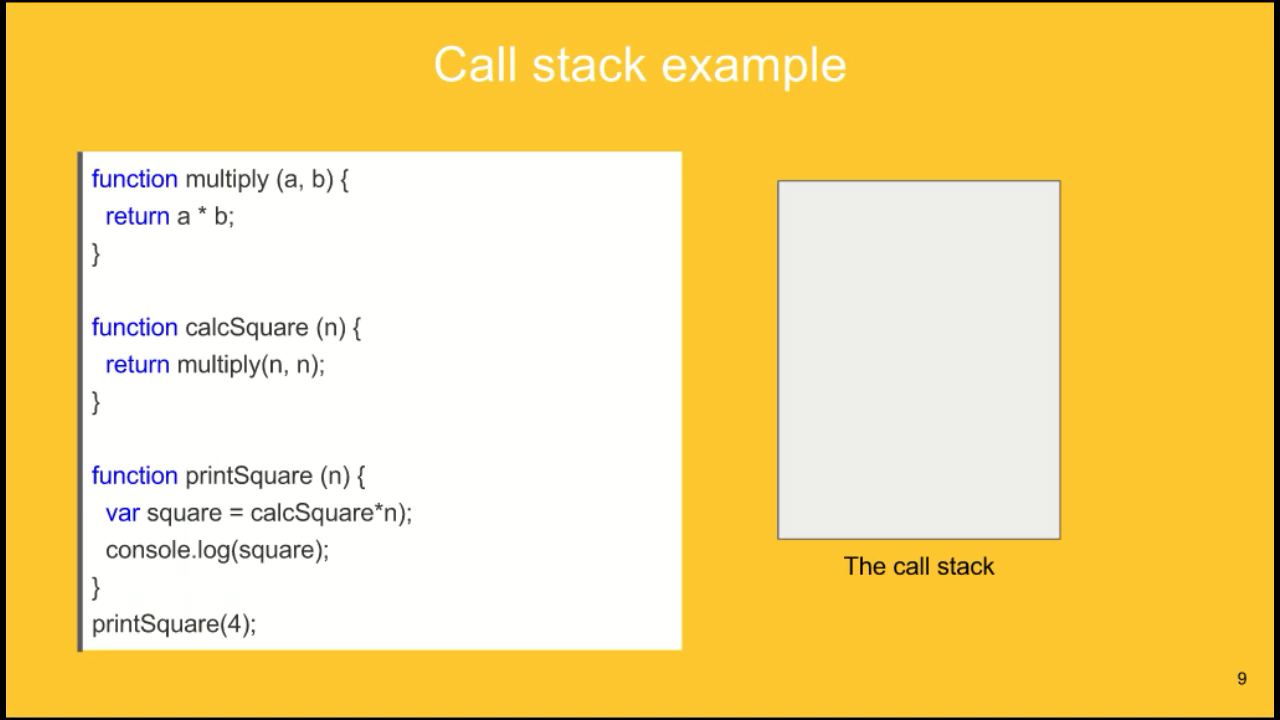 Call stack example
function multiply (a, b) {
return a * b;
}
function calcSquare (n) {
return multiply(n, n);
}
function printSquare (n) {
var square = calcSquare*n);
console.log(square);
}
printSquare(4);
The call stack
9